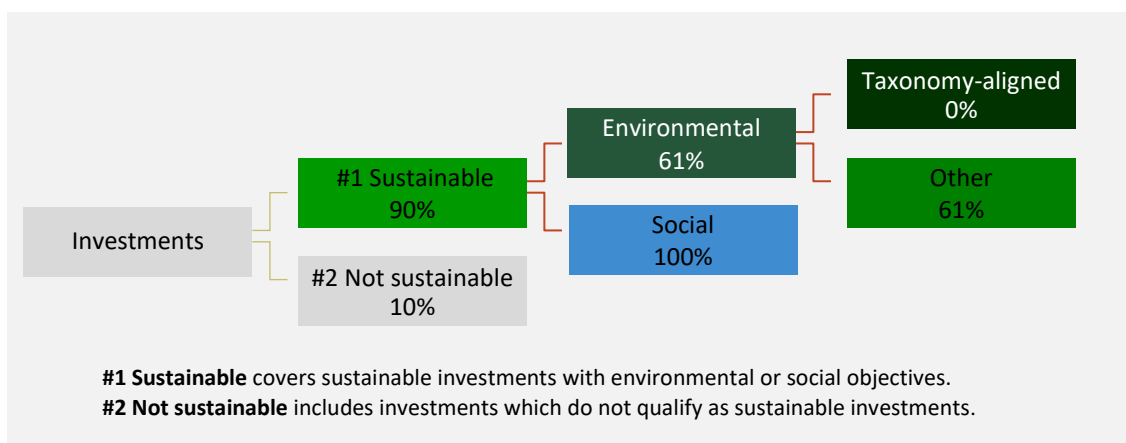 Investments
#1 Sustainable
90%
#2 Not sustainable
10%
Environmental
61%
Social
100%
Taxonomy-aligned
0%
Other
61%
#1 Sustainable covers sustainable investments with environmental or social objectives.
#2 Not sustainable includes investments which do not qualify as sustainable investments.